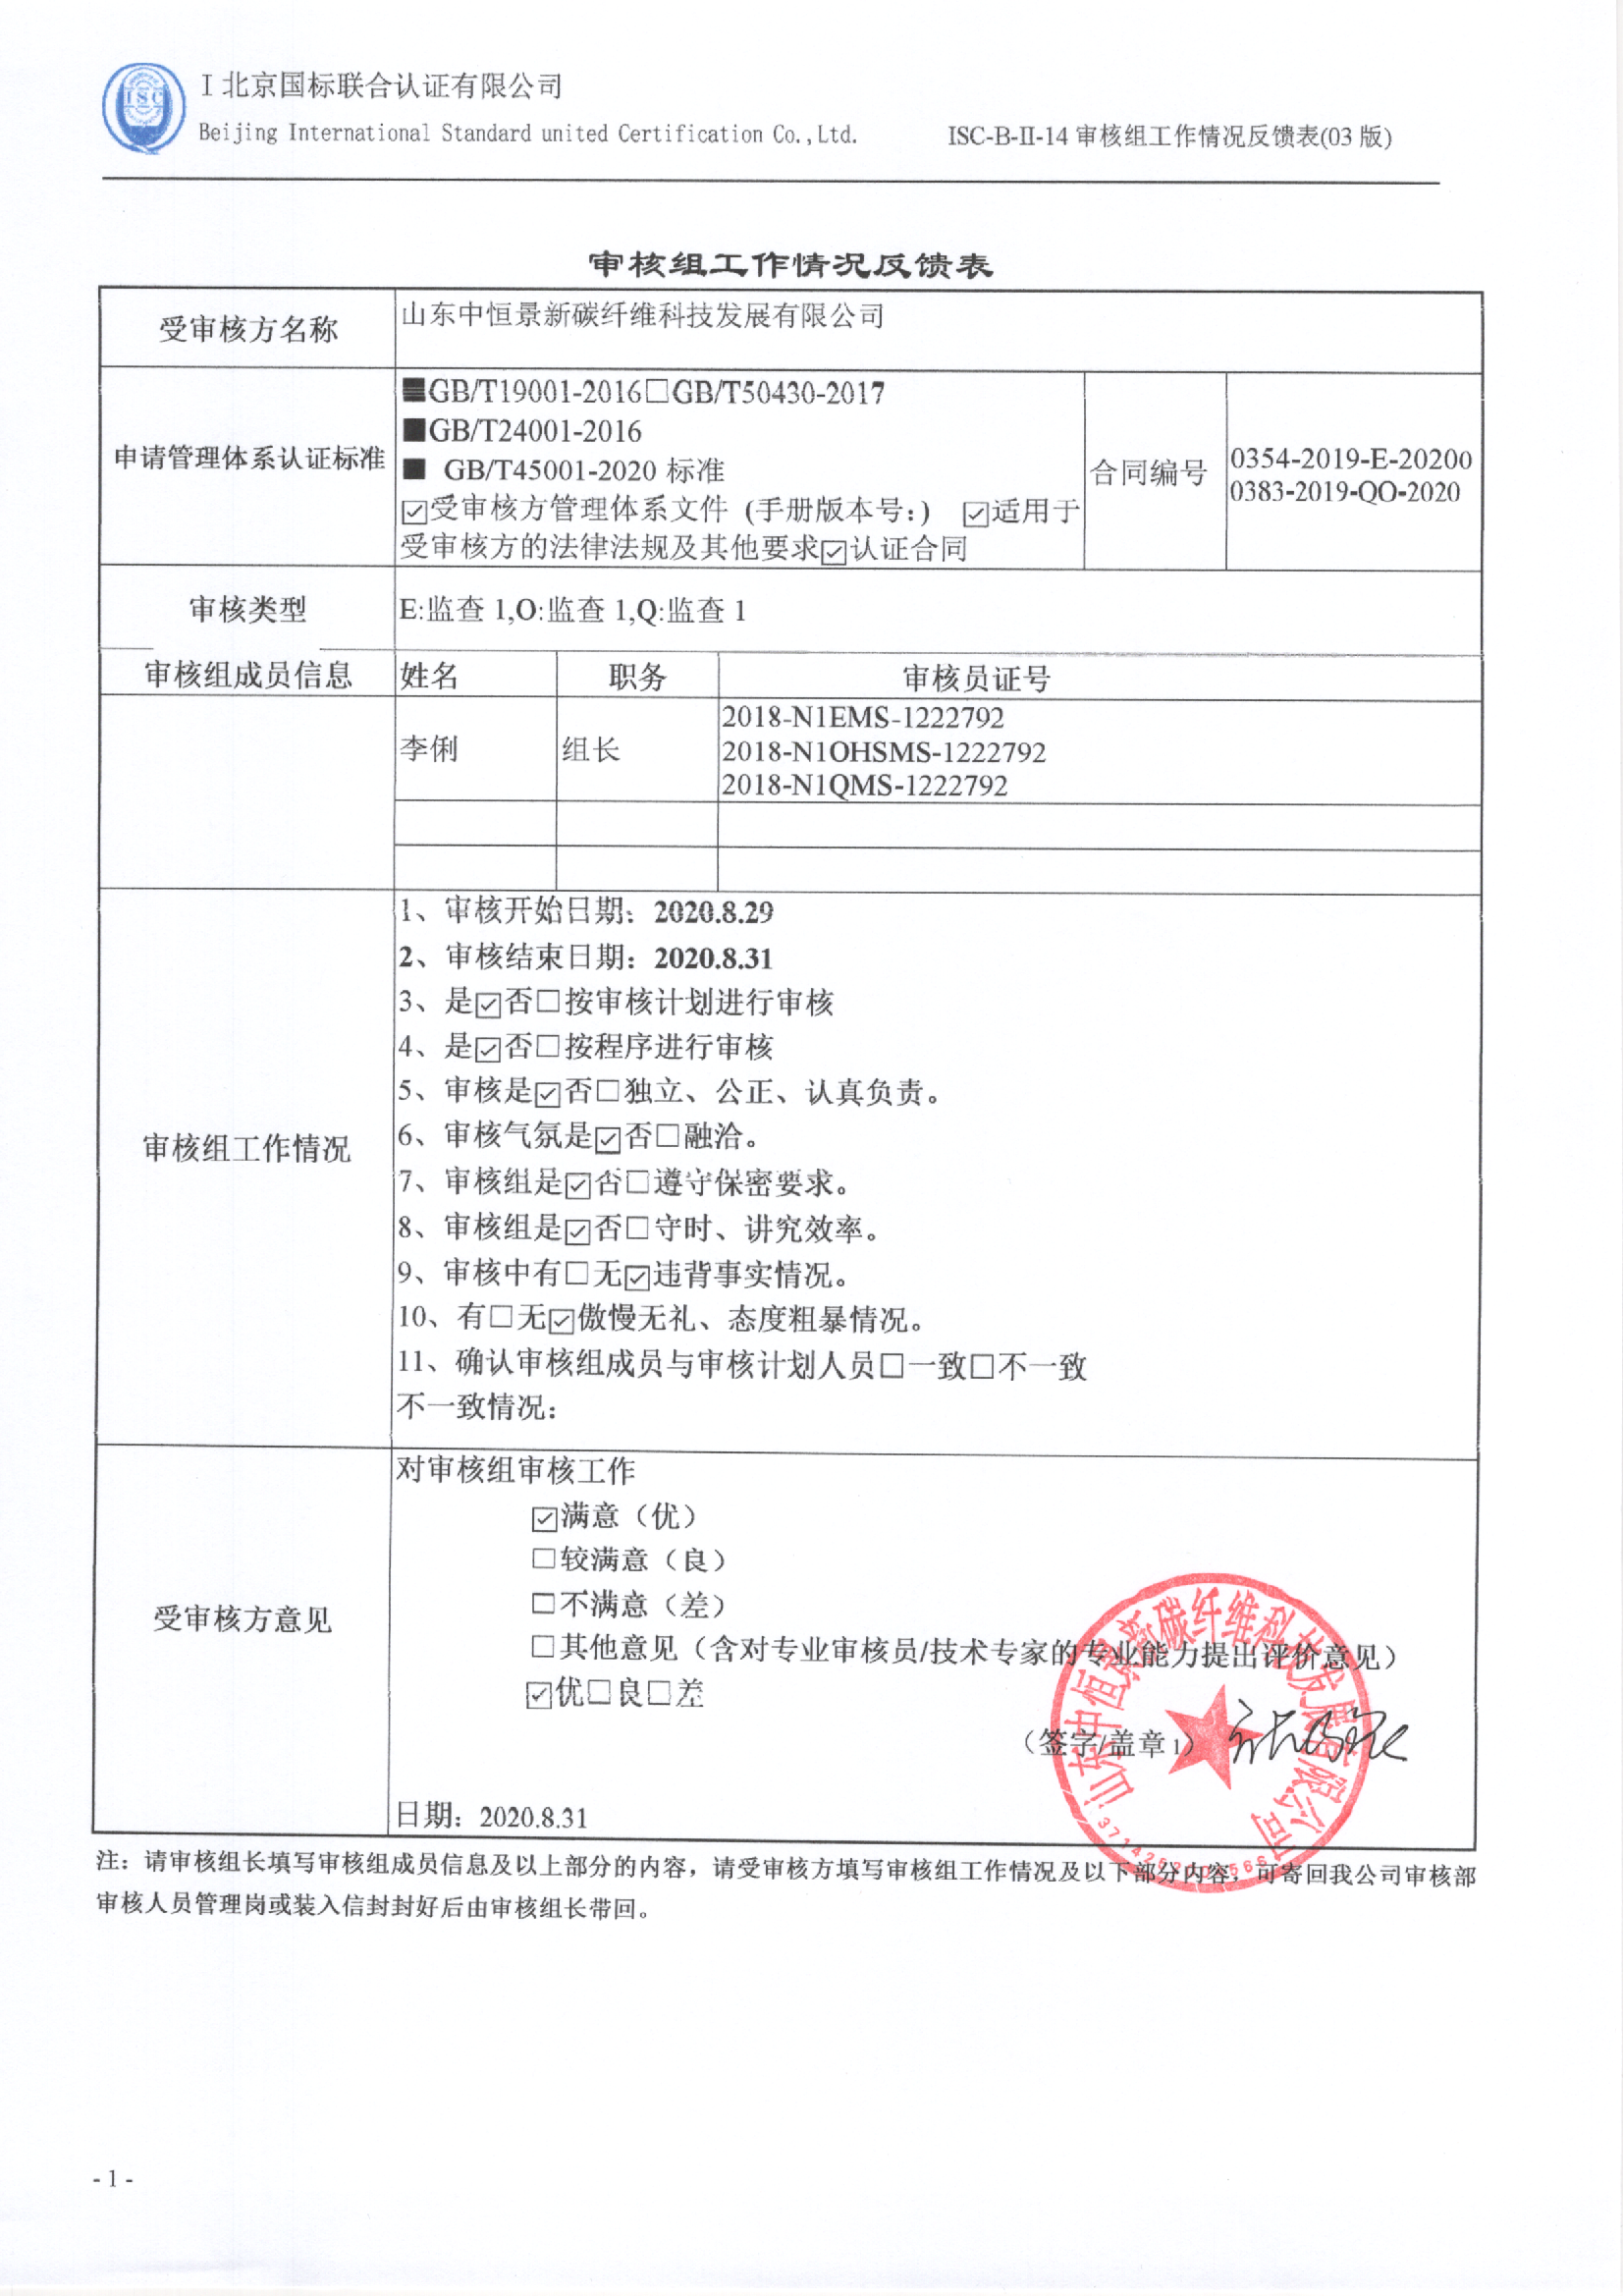 ISC
I 北京国标联合认证有限公司
Beijing International Standard united Certification Co.,Ltd.
ISC-B-II-14 审核组工作情况反馈表(03 版)
审核组工作情况反馈表
受审核方名称
山东中恒景新碳纤维科技发展有限公司
申请管理体系认证标准
■GB/T19001-2016□GB/T50430-2017
■GB/T24001-2016
■ GB/T45001-2020 标准
☑受审核方管理体系文件 (手册版本号:) ☑适用于
受审核方的法律法规及其他要求☑认证合同
合同编号
0354-2019-E-20200
0383-2019-QO-2020
审核类型
E:监查 1,O:监查 1,Q:监查 1
审核组成员信息 姓名 职务 审核员证号
李俐 组长
2018-N1EMS-1222792
2018-N1OHSMS-1222792
2018-N1QMS-1222792
审核组工作情况
1、审核开始日期：2020.8.29
2、审核结束日期：2020.8.31
3、是☑否□按审核计划进行审核
4、是☑否□按程序进行审核
5、审核是☑否□独立、公正、认真负责。
6、审核气氛是☑否□融洽。
7、审核组是☑否□遵守保密要求。
8、审核组是☑否□守时、讲究效率。
9、审核中有□无☑违背事实情况。
10、有□无☑傲慢无礼、态度粗暴情况。
11、确认审核组成员与审核计划人员□一致□不一致
不一致情况：
受审核方意见
对审核组审核工作
☑满意（优）
□较满意（良）
□不满意（差）
□其他意见（含对专业审核员/技术专家的专业能力提出评价意见）
☑优□良□差
（签字/盖章1）
山东中恒景新碳纤维科技发展有限公司
日期：2020.8.31
注：请审核组长填写审核组成员信息及以上部分的内容，请受审核方填写审核组工作情况及以下部分内容，可寄回我公司审核部
审核人员管理岗或装入信封封好后由审核组长带回。
- 1 -